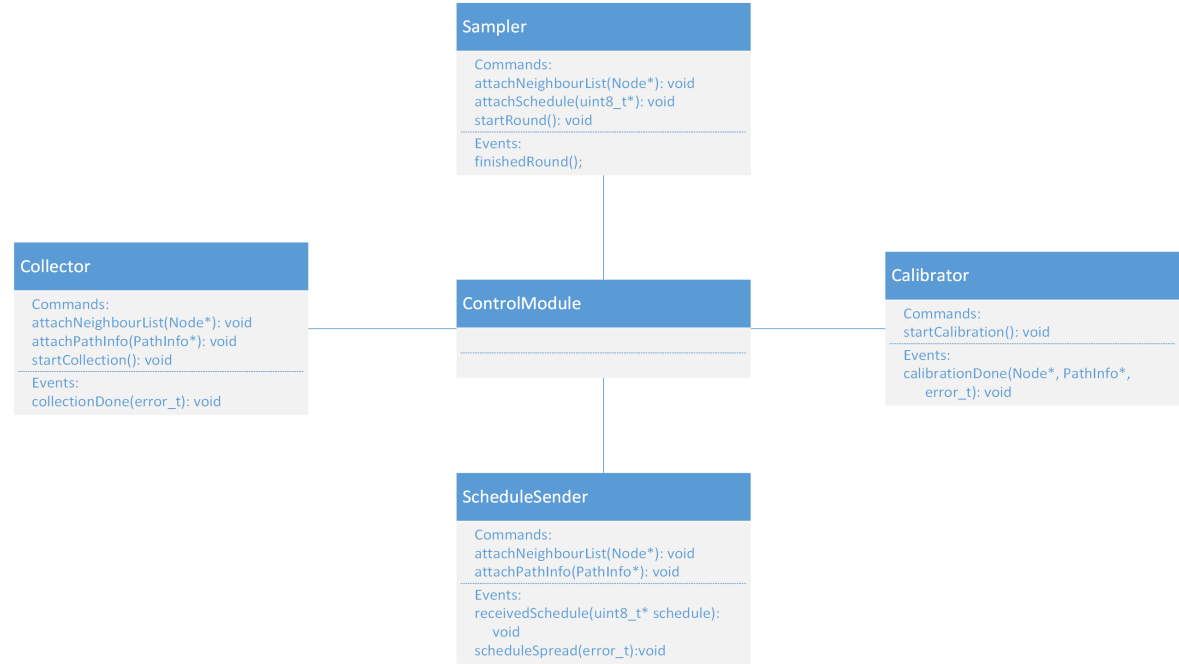 Sampler
Commands:
attachNeighbourList(Node*): void
attachSchedule(uint8_t*): void
startRound(): void
Events:
finishedRound();
Collector
Commands:
attachNeighbourList(Node*): void
attachPathInfo(PathInfo*): void
startCollection(): void
Events:
collectionDone(error_t): void
ControlModule
Calibrator
Commands:
startCalibration(): void
Events:
calibrationDone(Node*, PathInfo*,
error_t): void
ScheduleSender
Commands:
attachNeighbourList(Node*): void
attachPathInfo(PathInfo*): void
Events:
receivedSchedule(uint8_t* schedule):
void
scheduleSpread(error_t):void